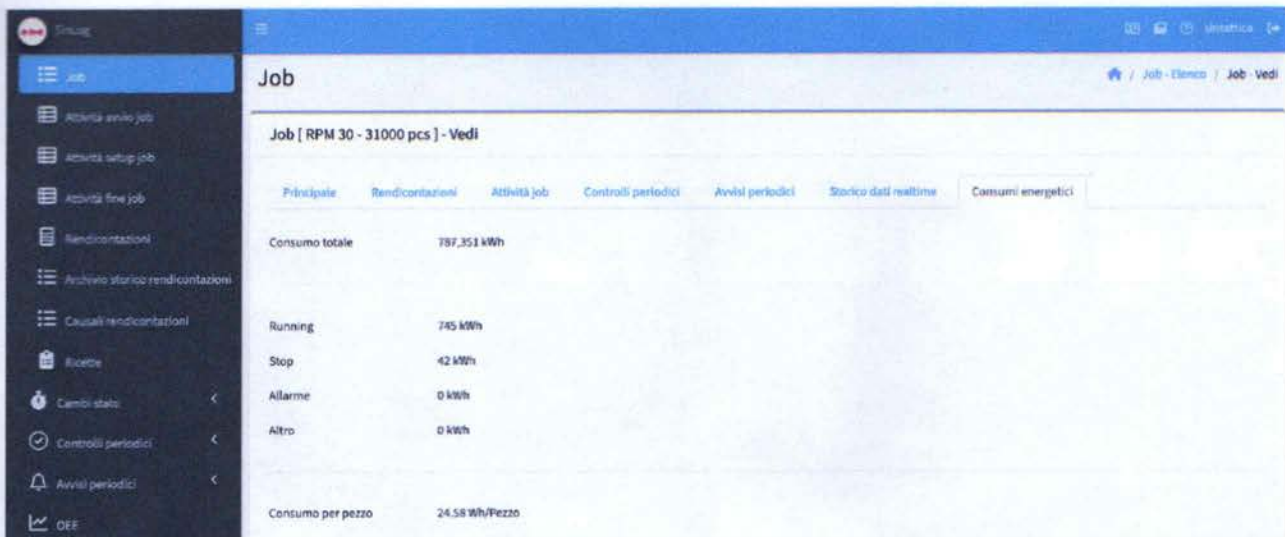 sintattica
Job
Job
/ Job - Elenco / Job - Vedi
Attività avvio job
Job [ RPM 30 - 31000 pcs ] - Vedi
Attività setup job
Attività fine job
Principale Rendicontazioni Attività job Controlli periodici Avvisi periodici Storico dati realtime Consumi energetici
Rendicontazioni
Consumo totale 787,351 kWh
Archivio storico rendicontazioni
Causali rendicontazioni
Running 745 kWh
Ricette
Stop 42 kWh
Cambi stato
Allarme 0 kWh
Altro 0 kWh
Controlli periodici
Avvisi periodici
Consumo per pezzo 24.58 Wh/Pezzo
OEE